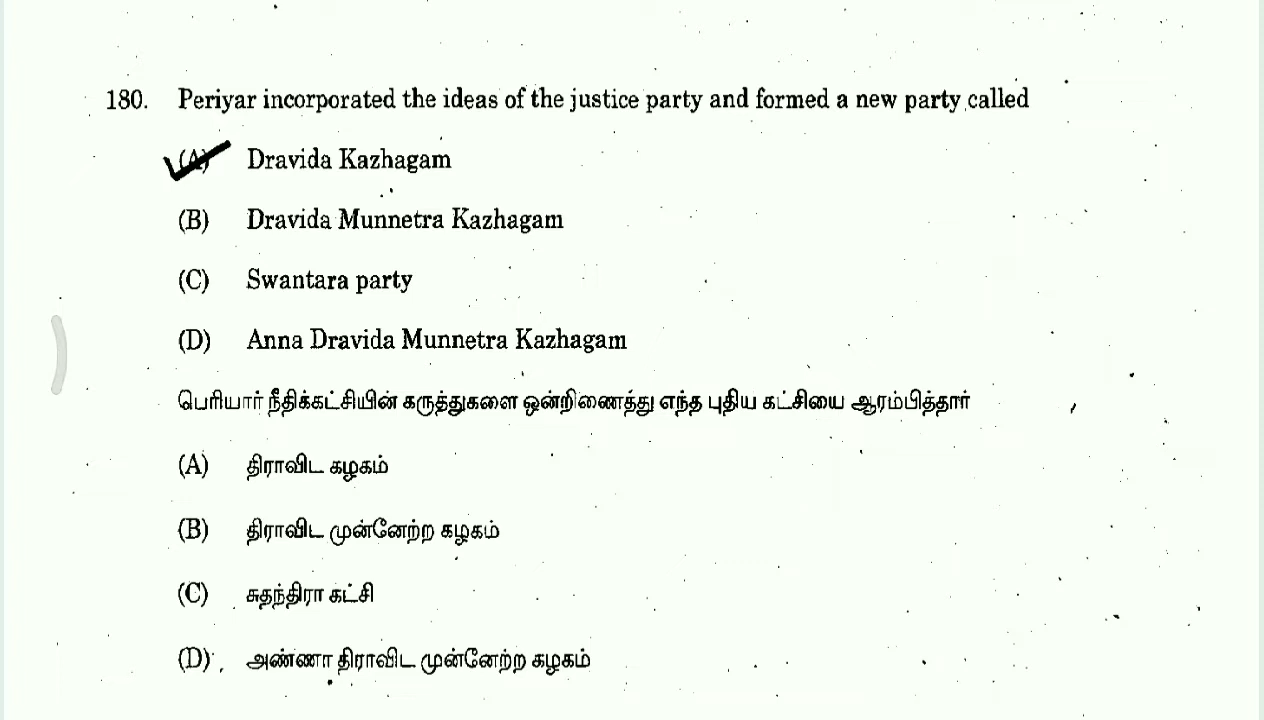 180. Periyar incorporated the ideas of the justice party and formed a new party called
(A) Dravida Kazhagam
(B) Dravida Munnetra Kazhagam
(C) Swantara party
(D) Anna Dravida Munnetra Kazhagam
பெரியார் நீதிக்கட்சியின் கருத்துகளை ஒன்றிணைத்து எந்த புதிய கட்சியை ஆரம்பித்தார்
(A) திராவிட கழகம்
(B) திராவிட முன்னேற்ற கழகம்
(C) சுதந்திரா கட்சி
(D) அண்ணா திராவிட முன்னேற்ற கழகம்